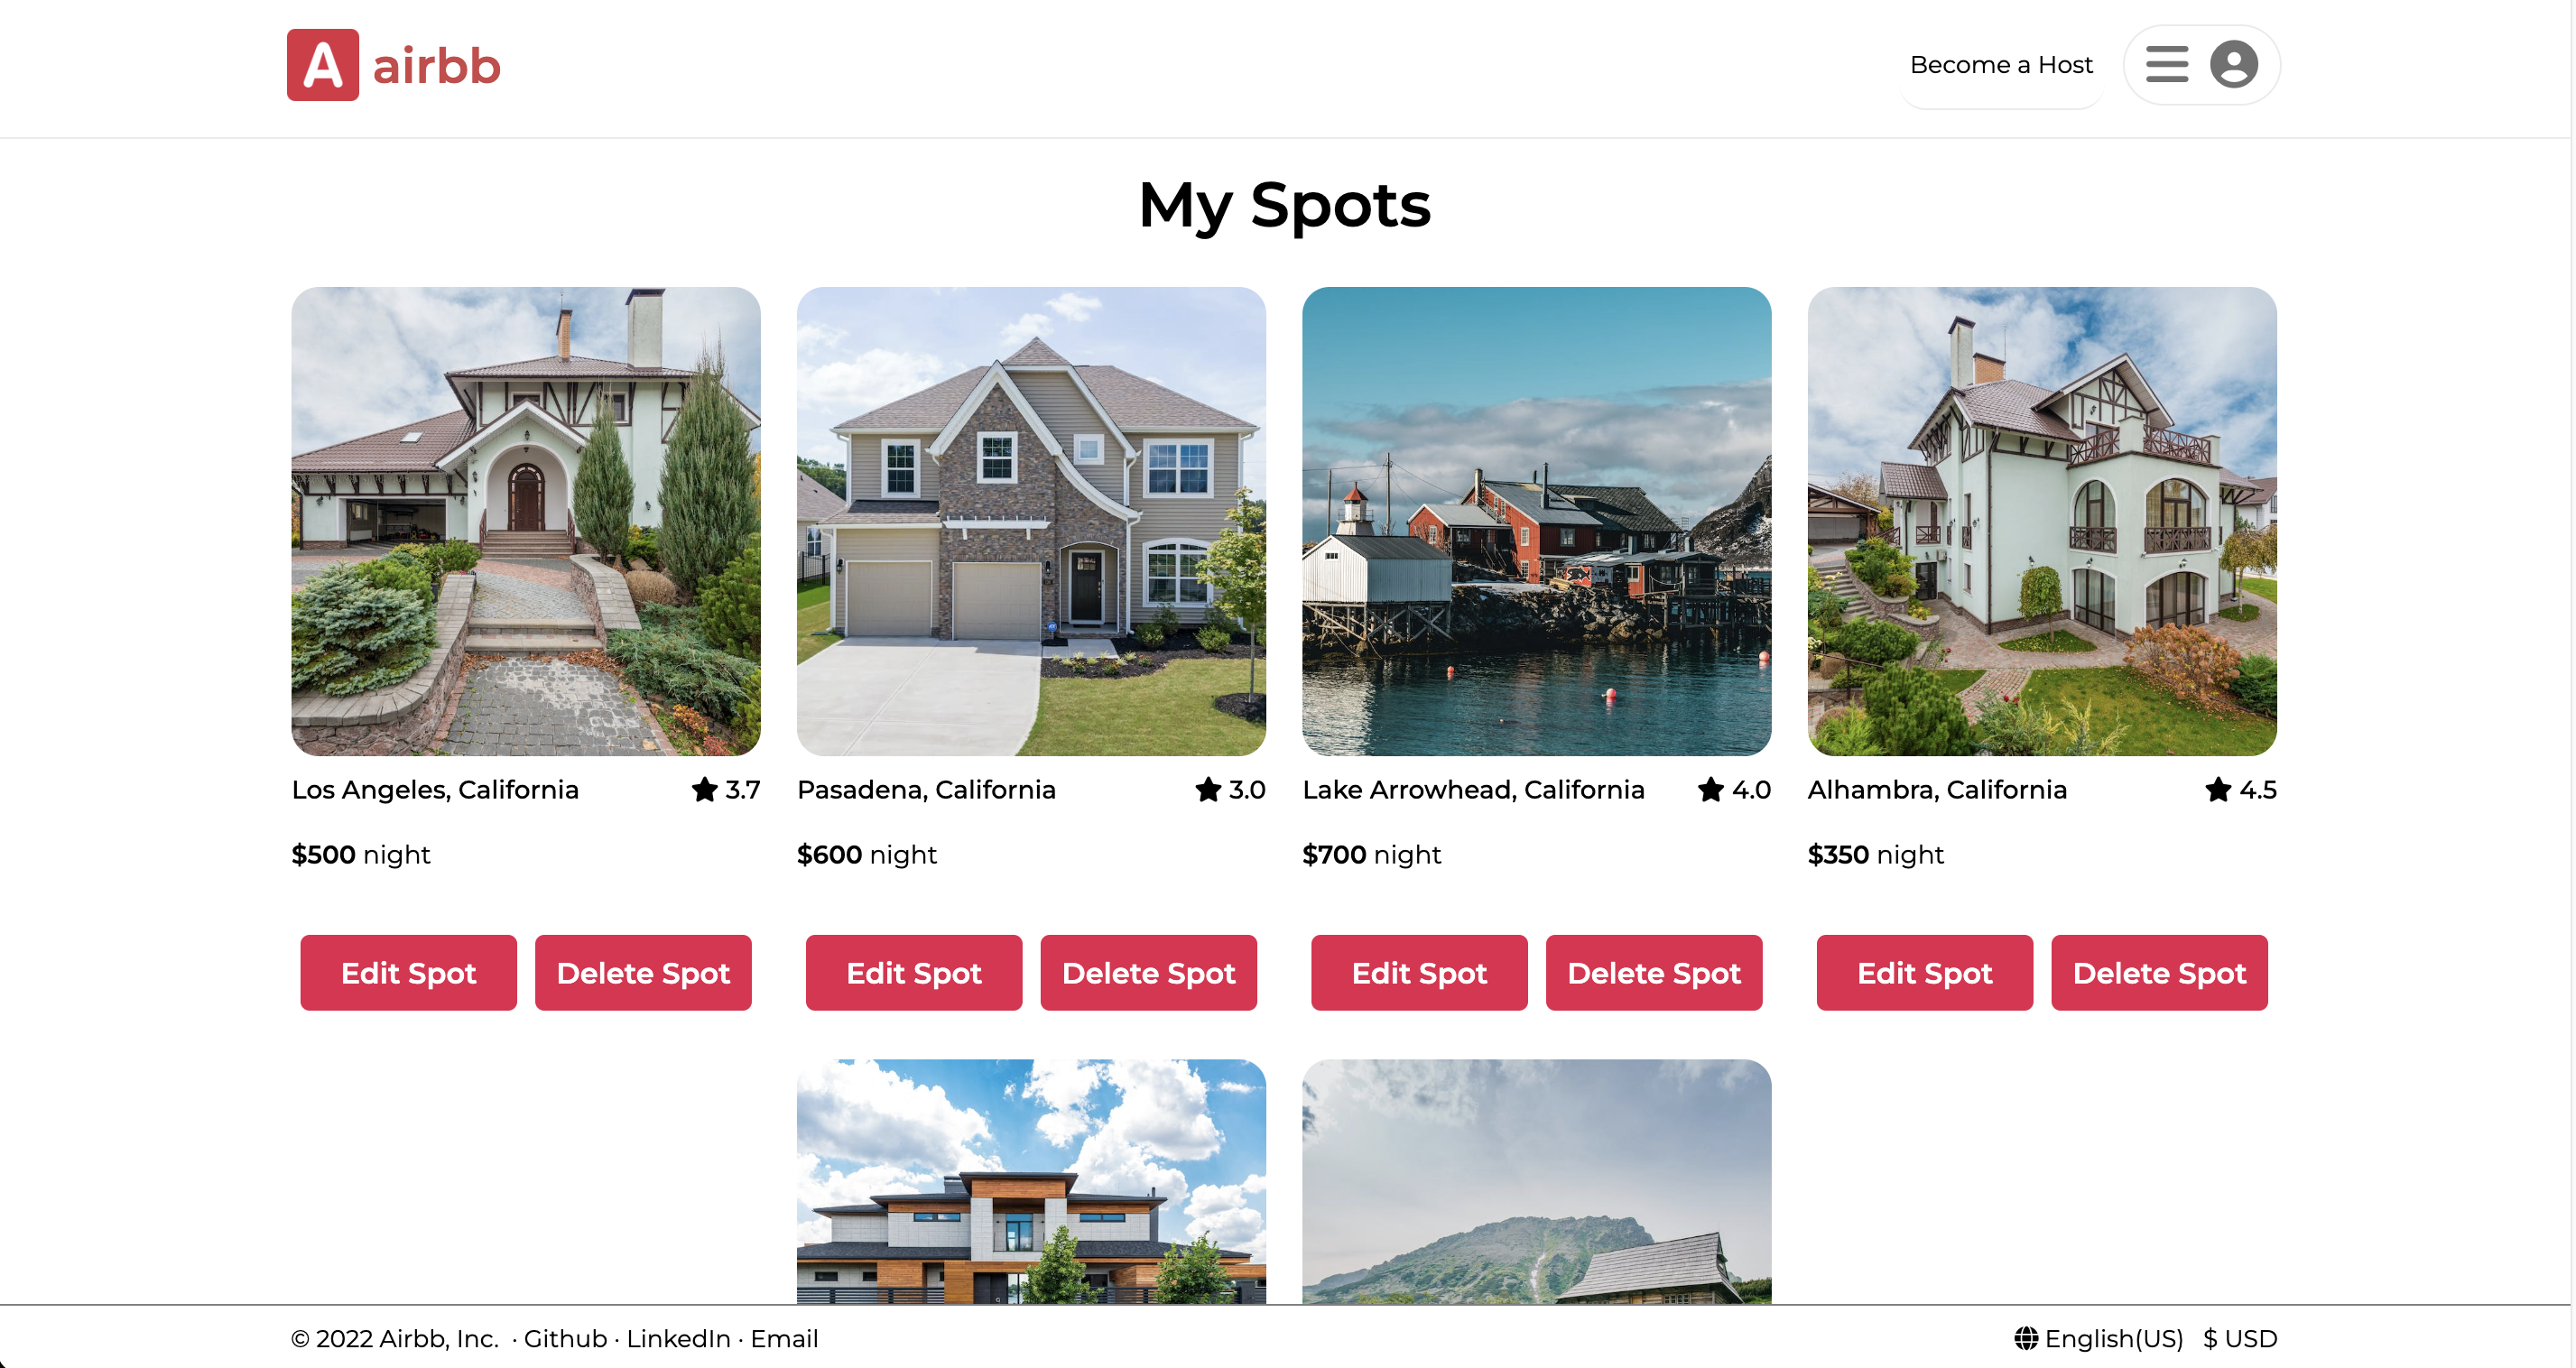 A airbb
Become a Host
My Spots
Los Angeles, California 3.7
$500 night
Edit Spot Delete Spot
Pasadena, California 3.0
$600 night
Edit Spot Delete Spot
Lake Arrowhead, California 4.0
$700 night
Edit Spot Delete Spot
Alhambra, California 4.5
$350 night
Edit Spot Delete Spot
© 2022 Airbb, Inc. · Github · LinkedIn · Email
English(US) $ USD